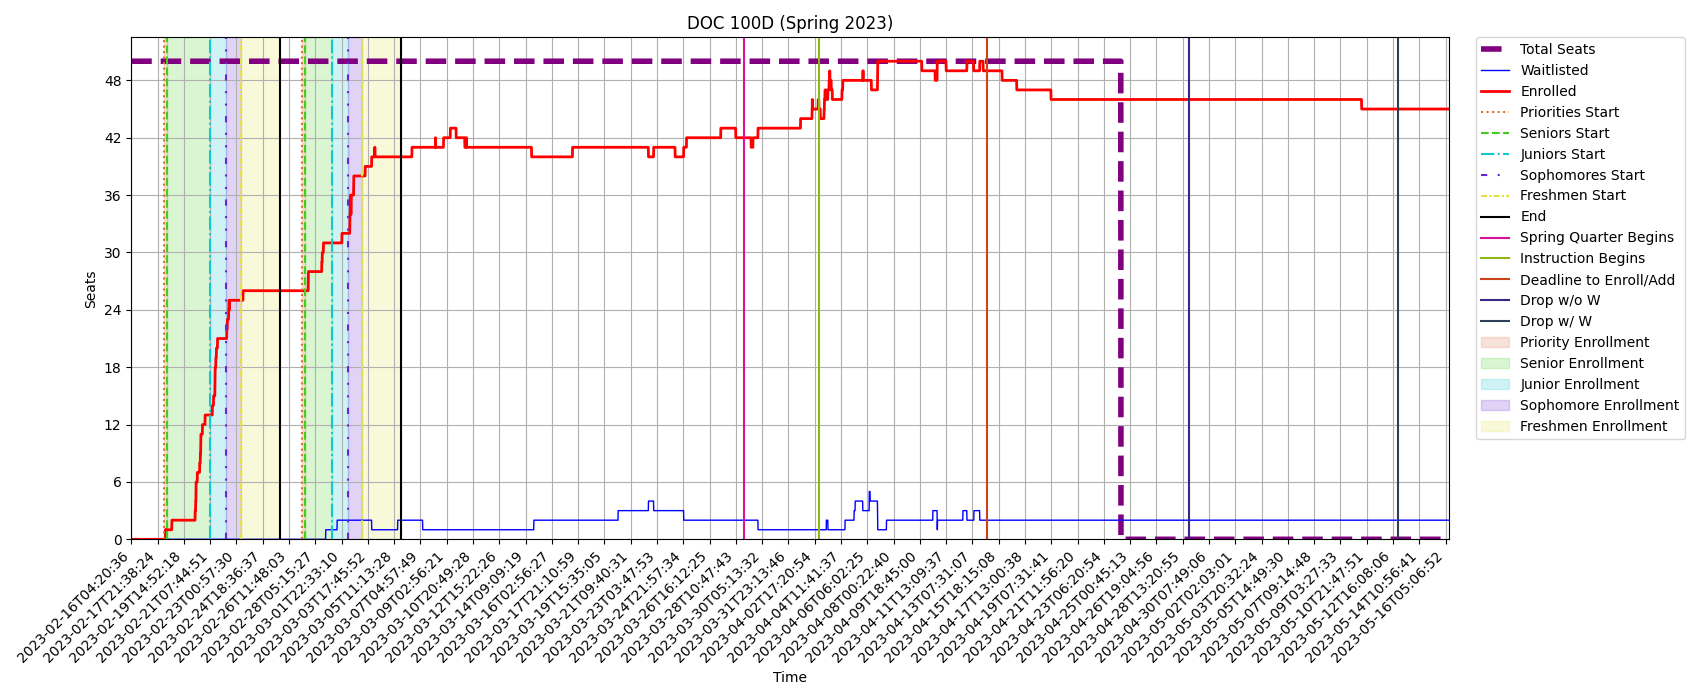 DOC 100D (Spring 2023)
Seats
48
42
36
30
24
18
12
6
0
2023-02-16T04:20:36
2023-02-17T21:38:24
2023-02-19T14:52:18
2023-02-21T07:44:51
2023-02-23T00:57:30
2023-02-24T18:36:37
2023-02-26T11:48:03
2023-02-28T05:15:27
2023-03-01T22:33:10
2023-03-03T17:45:52
2023-03-05T11:13:28
2023-03-07T04:57:49
2023-03-09T02:56:21
2023-03-10T20:49:28
2023-03-12T15:22:26
2023-03-14T09:09:19
2023-03-16T02:56:27
2023-03-17T21:10:59
2023-03-19T15:35:05
2023-03-21T09:40:31
2023-03-23T03:47:53
2023-03-24T21:57:34
2023-03-26T16:12:25
2023-03-28T10:47:43
2023-03-30T05:13:32
2023-03-31T23:13:46
2023-04-02T17:20:54
2023-04-04T11:41:37
2023-04-06T06:02:25
2023-04-08T00:22:40
2023-04-09T18:45:00
2023-04-11T13:09:37
2023-04-13T07:31:07
2023-04-15T18:15:08
2023-04-17T13:00:38
2023-04-19T07:31:41
2023-04-21T11:56:20
2023-04-23T06:20:54
2023-04-25T00:45:13
2023-04-26T19:04:56
2023-04-28T13:20:55
2023-04-30T07:49:06
2023-05-02T02:03:01
2023-05-03T20:32:24
2023-05-05T14:49:30
2023-05-07T09:14:48
2023-05-09T03:27:33
2023-05-10T21:47:51
2023-05-12T16:08:06
2023-05-14T10:56:41
2023-05-16T05:06:52
Time
Total Seats
Waitlisted
Enrolled
Priorities Start
Seniors Start
Juniors Start
Sophomores Start
Freshmen Start
End
Spring Quarter Begins
Instruction Begins
Deadline to Enroll/Add
Drop w/o W
Drop w/ W
Priority Enrollment
Senior Enrollment
Junior Enrollment
Sophomore Enrollment
Freshmen Enrollment